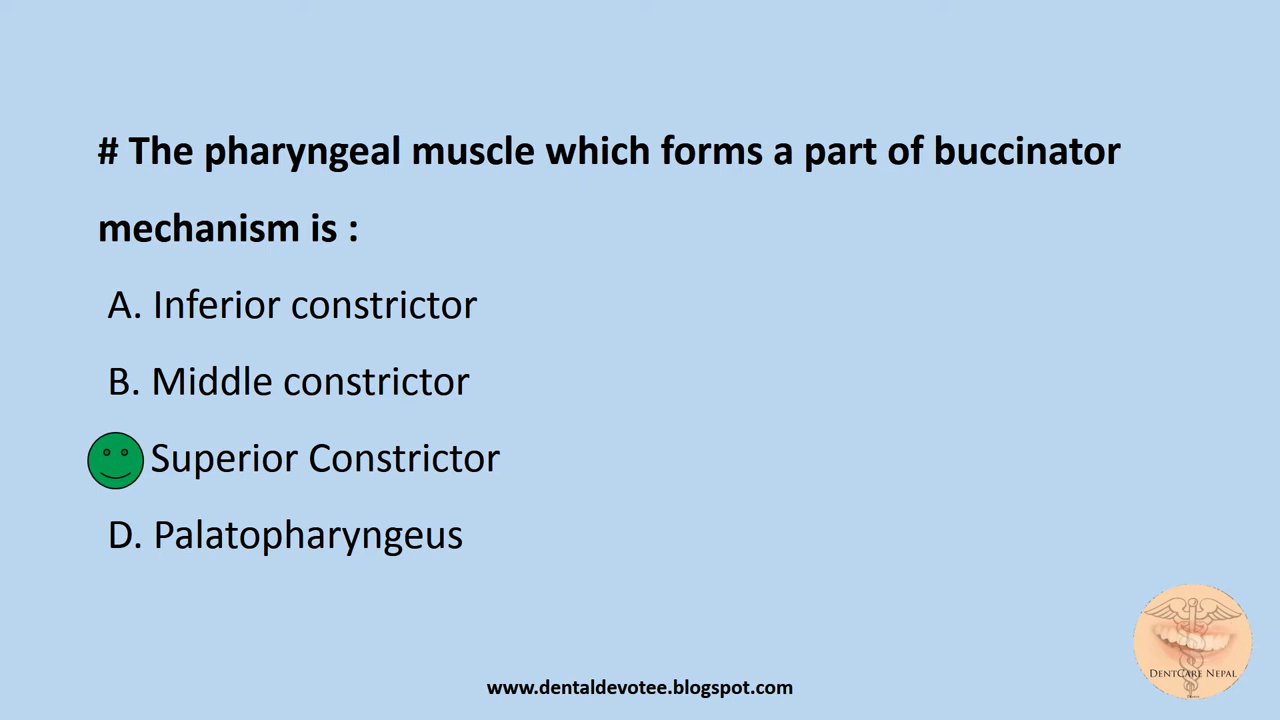 # The pharyngeal muscle which forms a part of buccinator
mechanism is :
A. Inferior constrictor
B. Middle constrictor
Superior Constrictor
D. Palatopharyngeus
DENTCARE NEPAL
www.dentaldevotee.blogspot.com